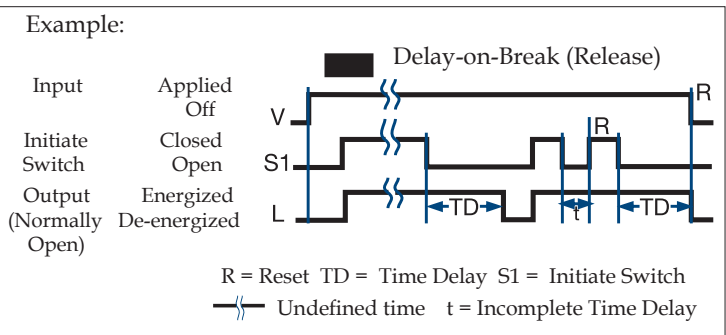 Example:
Delay-on-Break (Release)
Input Applied
Off
V R
Initiate Closed
Switch Open
S1 R
Output Energized
(Normally De-energized
Open)
L TD t TD
R = Reset TD = Time Delay S1 = Initiate Switch
Undefined time t = Incomplete Time Delay